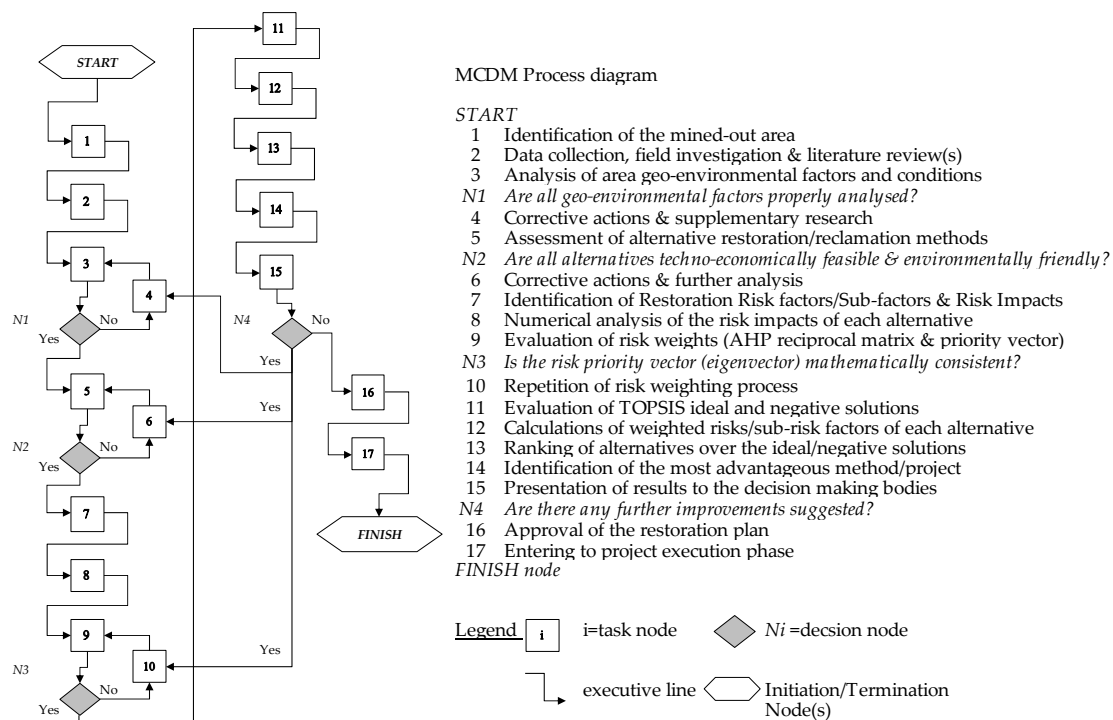 START
1
2
3
4
N1
No
Yes
5
6
N2
No
Yes
7
8
9
10
N3
No
Yes
11
12
13
14
15
N4
No
Yes
Yes
Yes
16
17
FINISH
MCDM Process diagram
START
1 Identification of the mined-out area
2 Data collection, field investigation & literature review(s)
3 Analysis of area geo-environmental factors and conditions
N1 Are all geo-environmental factors properly analysed?
4 Corrective actions & supplementary research
5 Assessment of alternative restoration/reclamation methods
N2 Are all alternatives techno-economically feasible & environmentally friendly?
6 Corrective actions & further analysis
7 Identification of Restoration Risk factors/Sub-factors & Risk Impacts
8 Numerical analysis of the risk impacts of each alternative
9 Evaluation of risk weights (AHP reciprocal matrix & priority vector)
N3 Is the risk priority vector (eigenvector) mathematically consistent?
10 Repetition of risk weighting process
11 Evaluation of TOPSIS ideal and negative solutions
12 Calculations of weighted risks/sub-risk factors of each alternative
13 Ranking of alternatives over the ideal/negative solutions
14 Identification of the most advantageous method/project
15 Presentation of results to the decision making bodies
N4 Are there any further improvements suggested?
16 Approval of the restoration plan
17 Entering to project execution phase
FINISH node
Legend i i=task node Ni =decsion node
executive line Initiation/Termination
Node(s)